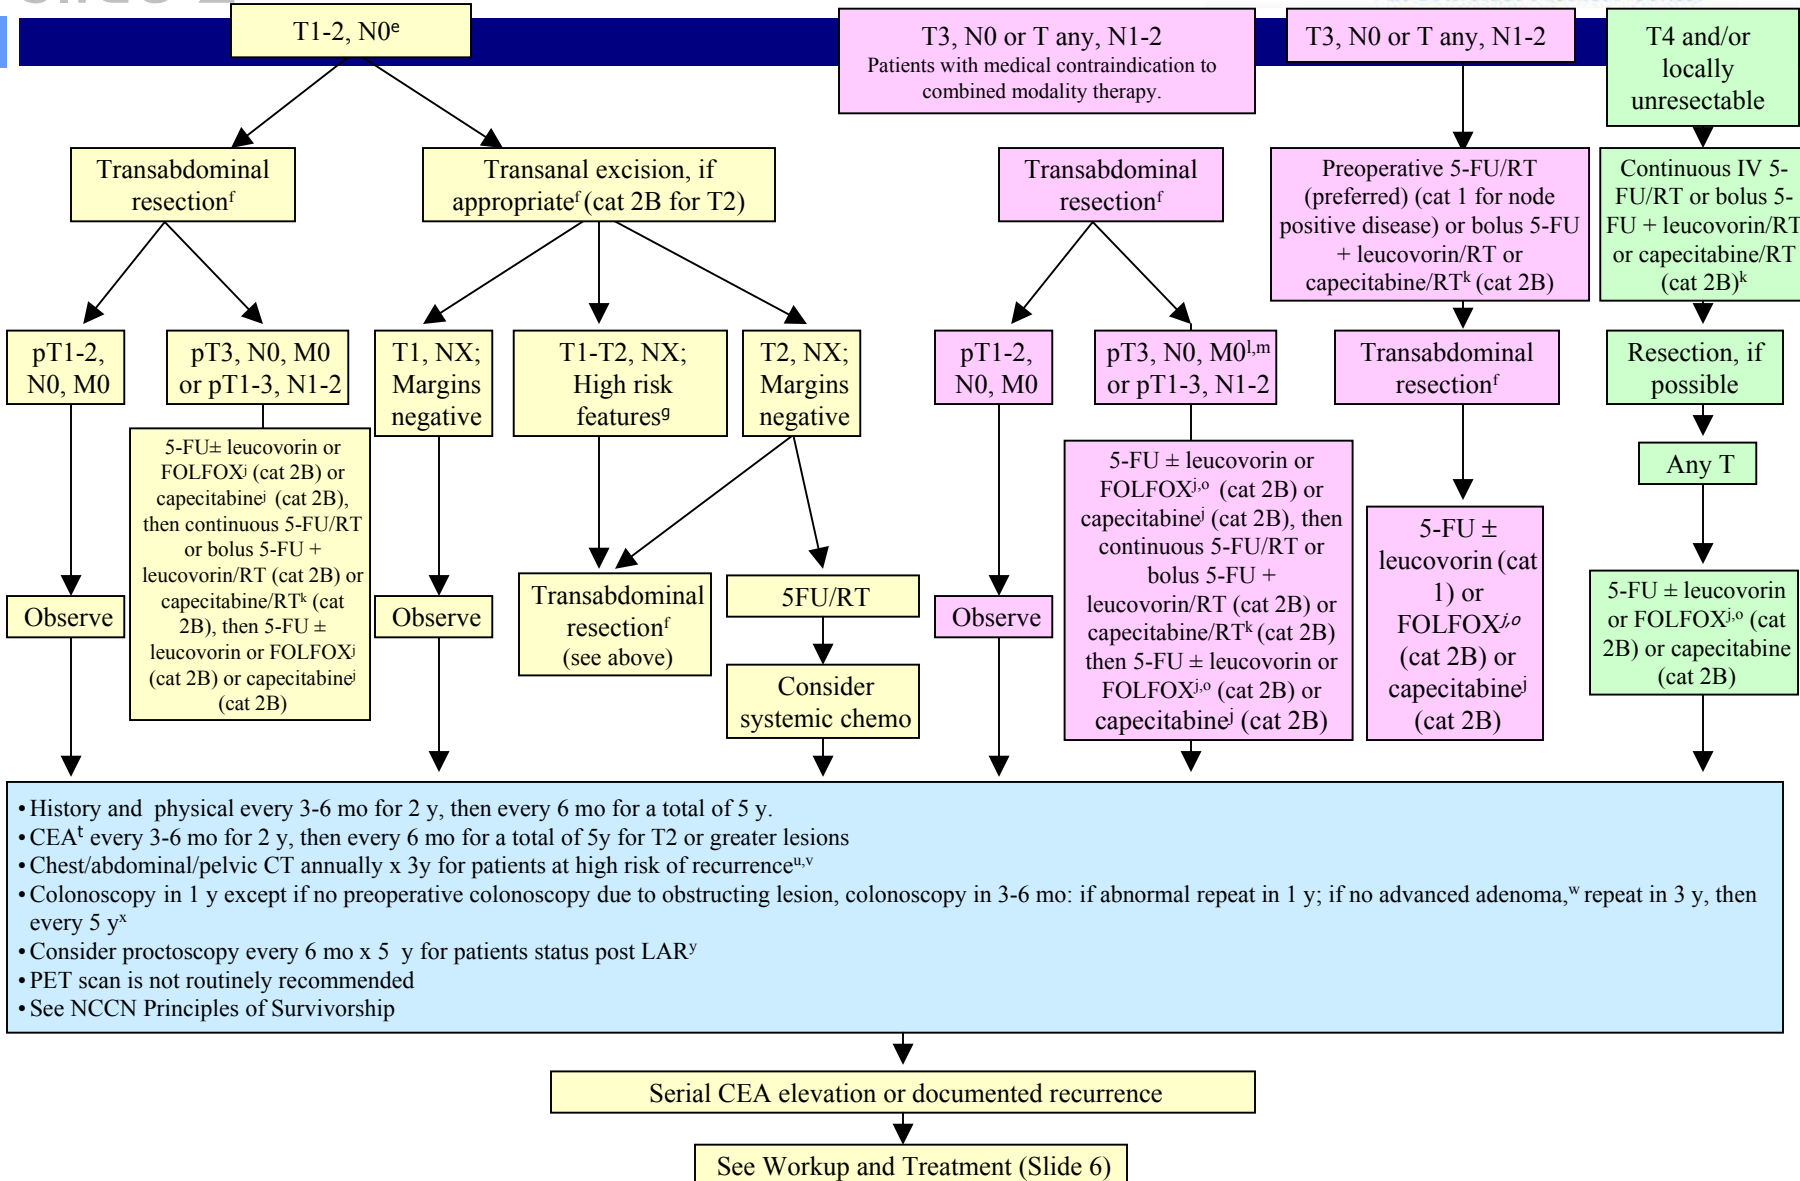 T1-2, N0e
T3, N0 or T any, N1-2
Patients with medical contraindication to
combined modality therapy.
T3, N0 or T any, N1-2
T4 and/or
locally
unresectable
Transabdominal
resectionf
Transanal excision, if
appropriatef (cat 2B for T2)
Transabdominal
resectionf
Preoperative 5-FU/RT
(preferred) (cat 1 for node
positive disease) or bolus 5-FU
+ leucovorin/RT or
capecitabine/RTk (cat 2B)
Continuous IV 5-
FU/RT or bolus 5-
FU + leucovorin/RT
or capecitabine/RT
(cat 2B)k
pT1-2,
N0, M0
pT3, N0, M0
or pT1-3, N1-2
T1, NX;
Margins
negative
T1-T2, NX;
High risk
featuresg
T2, NX;
Margins
negative
pT1-2,
N0, M0
pT3, N0, M0l,m
or pT1-3, N1-2
Transabdominal
resectionf
Resection, if
possible
5-FU± leucovorin or
FOLFOXj (cat 2B) or
capecitabinej (cat 2B),
then continuous 5-FU/RT
or bolus 5-FU +
leucovorin/RT (cat 2B) or
capecitabine/RTk (cat
2B), then 5-FU ±
leucovorin or FOLFOXj
(cat 2B) or capecitabinej
(cat 2B)
5-FU ± leucovorin or
FOLFOXj,o (cat 2B) or
capecitabinej (cat 2B), then
continuous 5-FU/RT or
bolus 5-FU +
leucovorin/RT (cat 2B) or
capecitabine/RTk (cat 2B)
then 5-FU ± leucovorin or
FOLFOXj,o (cat 2B) or
capecitabinej (cat 2B)
Any T
5-FU ±
leucovorin (cat
1) or
FOLFOXj,o
(cat 2B) or
capecitabinej
(cat 2B)
Observe
Observe
Transabdominal
resectionf
(see above)
5FU/RT
Consider
systemic chemo
Observe
5-FU ± leucovorin
or FOLFOXj,o (cat
2B) or capecitabine
(cat 2B)
• History and physical every 3-6 mo for 2 y, then every 6 mo for a total of 5 y.
• CEAt every 3-6 mo for 2 y, then every 6 mo for a total of 5y for T2 or greater lesions
• Chest/abdominal/pelvic CT annually x 3y for patients at high risk of recurrenceu,v
• Colonoscopy in 1 y except if no preoperative colonoscopy due to obstructing lesion, colonoscopy in 3-6 mo: if abnormal repeat in 1 y; if no advanced adenoma,w repeat in 3 y, then
every 5 yx
• Consider proctoscopy every 6 mo x 5 y for patients status post LARy
• PET scan is not routinely recommended
• See NCCN Principles of Survivorship
Serial CEA elevation or documented recurrence
See Workup and Treatment (Slide 6)